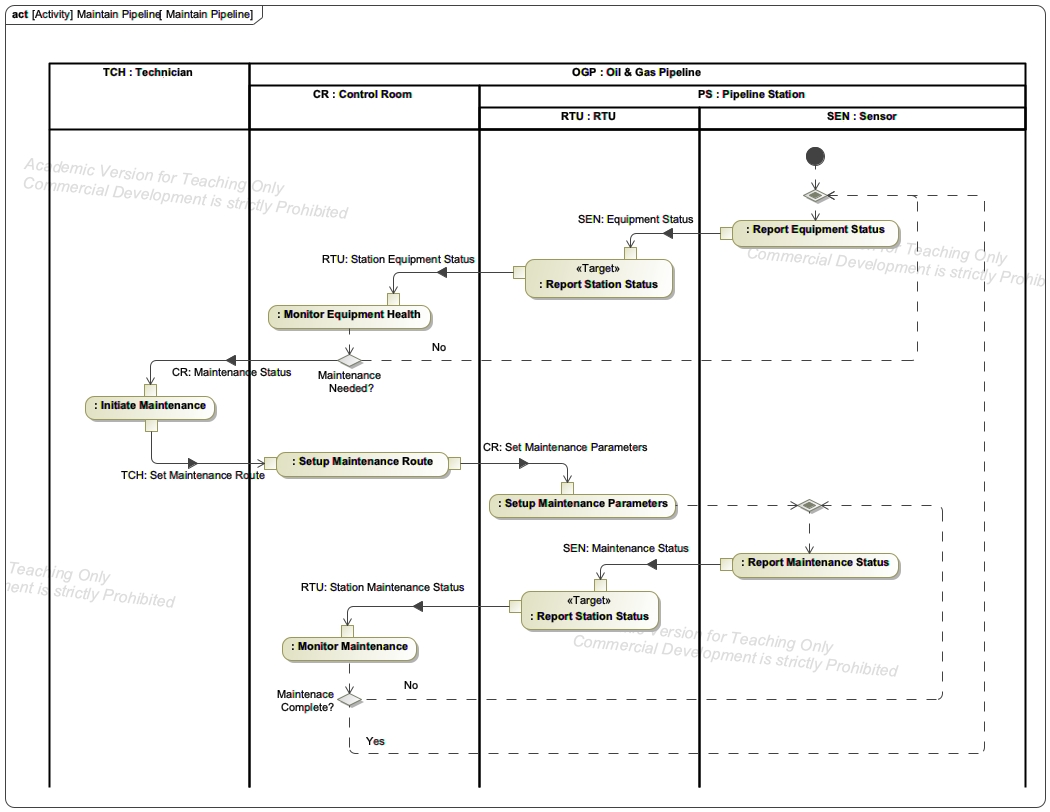 act [Activity] Maintain Pipeline[ Maintain Pipeline]
TCH : Technician
OGP : Oil & Gas Pipeline
CR : Control Room
PS : Pipeline Station
RTU : RTU
SEN : Sensor
Academic Version for Teaching Only
Commercial Development is strictly Prohibited
SEN: Equipment Status
: Report Equipment Status
for Teaching Only
Commercial Development is strictly Prohib
RTU: Station Equipment Status
«Target»
: Report Station Status
: Monitor Equipment Health
No
CR: Maintenance Status
Maintenance
Needed?
: Initiate Maintenance
CR: Set Maintenance Parameters
: Setup Maintenance Route
TCH: Set Maintenance Route
: Setup Maintenance Parameters
SEN: Maintenance Status
: Report Maintenance Status
Teaching Only
ment is strictly Prohibited
RTU: Station Maintenance Status
«Target»
: Report Station Status
Version for Teaching Only
Commercial Development is strictly Prohibited
: Monitor Maintenance
No
Maintenace
Complete?
Yes